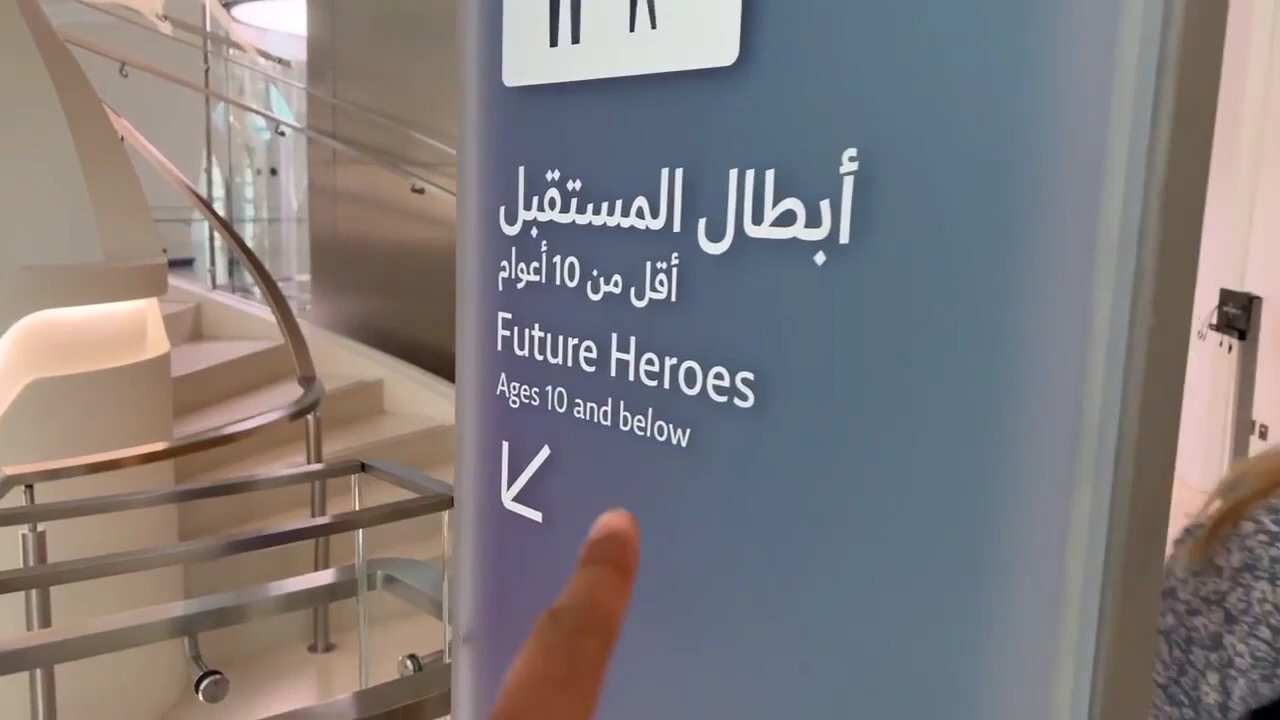 أبطال المستقبل
أقل من 10 أعوام
Future Heroes
Ages 10 and below